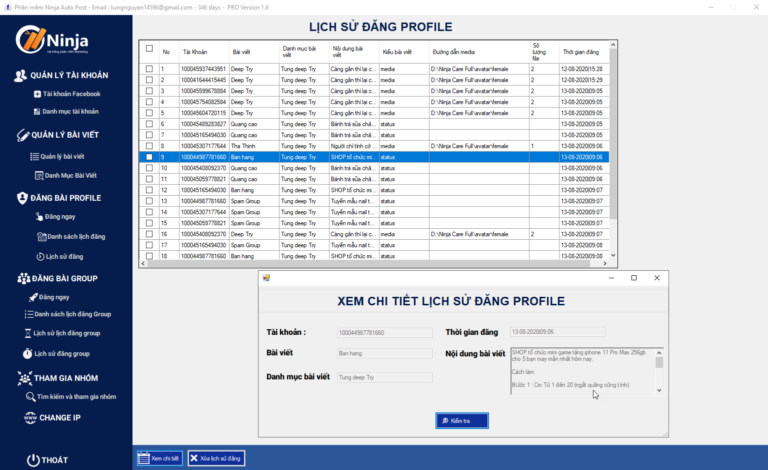 Phần mềm Ninja Auto Post - Email : tungnguyen14596@gmail.com - 346 days - PRO Version 1.6
Ninja
QUẢN LÝ TÀI KHOẢN
Tài khoản Facebook
Danh mục tài khoản
QUẢN LÝ BÀI VIẾT
Quản lý bài viết
Danh Mục Bài Viết
ĐĂNG BÀI PROFILE
Đăng ngay
Danh sách lịch đăng
Lịch sử đăng
ĐĂNG BÀI GROUP
Đăng ngay
Danh sách lịch đăng Group
Lịch sử lịch đăng group
Lịch sử đăng group
THAM GIA NHÓM
Tìm kiếm và tham gia nhóm
CHANGE IP
THOÁT
LỊCH SỬ ĐĂNG PROFILE
No Tài Khoản Bài viết Danh mục bài viết Nội dung bài viết Kiểu bài viết Đường dẫn media Số lượng file Thời gian đăng
1 100045937443951 Deep Try Tung deep Try Càng gần thì lại c... media D:\Ninja Care Full\avatar\female 2 12-08-2020|15:28
2 100041644415445 Deep Try Tung deep Try Càng gần thì lại c... media D:\Ninja Care Full\avatar\female 2 12-08-2020|15:29
3 100045599678884 Deep Try Tung deep Try Càng gần thì lại c... media D:\Ninja Care Full\avatar\female 2 13-08-2020|09:05
4 100045754082584 Deep Try Tung deep Try Càng gần thì lại c... media D:\Ninja Care Full\avatar\female 2 13-08-2020|09:05
5 100045604720115 Deep Try Tung deep Try Càng gần thì lại c... media D:\Ninja Care Full\avatar\female 2 13-08-2020|09:05
6 100045489283827 Quang cao Tung deep Try Bánh trà sữa chấ... status 13-08-2020|09:05
7 100045165494030 Quang cao Tung deep Try Bánh trà sữa chấ... status 13-08-2020|09:05
8 100045307177644 Tha Thinh Tung deep Try Người chỉ tính cờ ... media D:\Ninja Care Full\avatar\female 1 13-08-2020|09:06
9 100044987781660 Ban hang Tung deep Try SHOP tổ chức mi... status 13-08-2020|09:06
10 100045408092370 Quang cao Tung deep Try Bánh trà sữa chấ... status 13-08-2020|09:06
11 100045059778821 Quang cao Tung deep Try Bánh trà sữa chấ... status 13-08-2020|09:06
12 100045165494030 Ban hang Tung deep Try SHOP tổ chức mi... status 13-08-2020|09:07
13 100044987781660 Spam Group Tung deep Try Tuyển mẫu nail t... status 13-08-2020|09:07
14 100045307177644 Spam Group Tung deep Try Tuyển mẫu nail t... status 13-08-2020|09:07
15 100045059778821 Spam Group Tung deep Try Tuyển mẫu nail t... status 13-08-2020|09:07
16 100045408092370 Deep Try Tung deep Try Càng gần thì lại c... media D:\Ninja Care Full\avatar\female 2 13-08-2020|09:07
17 100045165494030 Spam Group Tung deep Try Tuyển mẫu nail t... status 13-08-2020|09:08
18 100044987781660 Ban hang Tung deep Try SHOP tổ chức mi... status 13-08-2020|09:08
XEM CHI TIẾT LỊCH SỬ ĐĂNG PROFILE
Tài khoản : 100044987781660 Thời gian đăng 13-08-2020|09:06
Bài viết Ban hang Nội dung bài viết
Danh mục bài viết Tung deep Try
SHOP tổ chức mini game tặng iphone 11 Pro Max 256gb
cho 5 bạn may mắn nhất hôm nay.
Cách làm:
Bước 1 : Cm Từ 1 đến 20 (ngắt quãng cũng tính)
Kiểm tra
Xem chi tiết Xóa lịch sử đăng